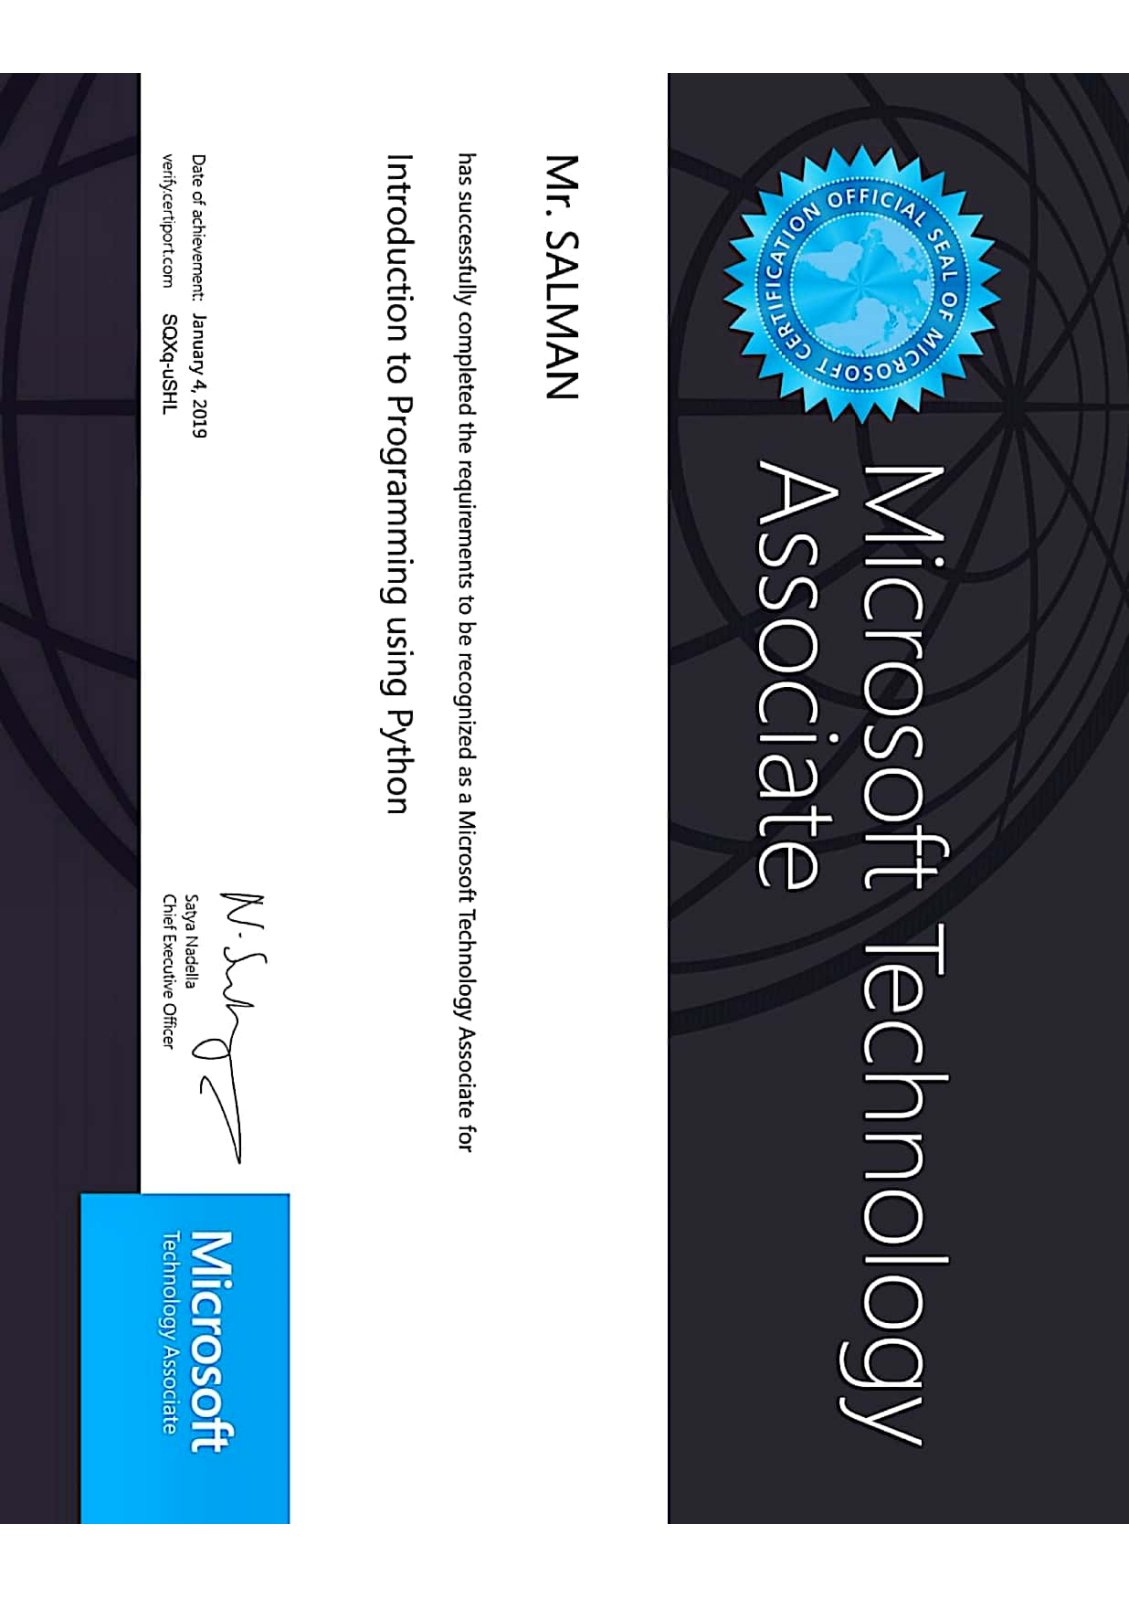 OFFICIAL SEAL OF MICROSOFT CERTIFICATION
Microsoft Technology
Associate
Mr. SALMAN
has successfully completed the requirements to be recognized as a Microsoft Technology Associate for
Introduction to Programming using Python
Date of achievement: January 4, 2019
verify.certiport.com SQXq-uSHL
N. Satya
Satya Nadella
Chief Executive Officer
Microsoft
Technology Associate